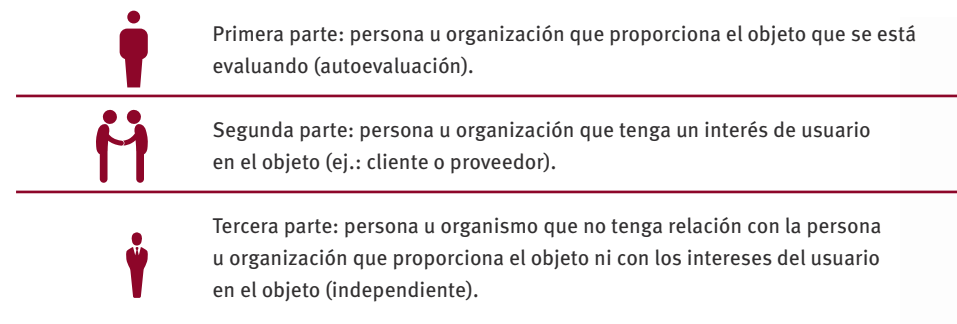 Primera parte: persona u organización que proporciona el objeto que se está
evaluando (autoevaluación).
Segunda parte: persona u organización que tenga un interés de usuario
en el objeto (ej.: cliente o proveedor).
Tercera parte: persona u organismo que no tenga relación con la persona
u organización que proporciona el objeto ni con los intereses del usuario
en el objeto (independiente).